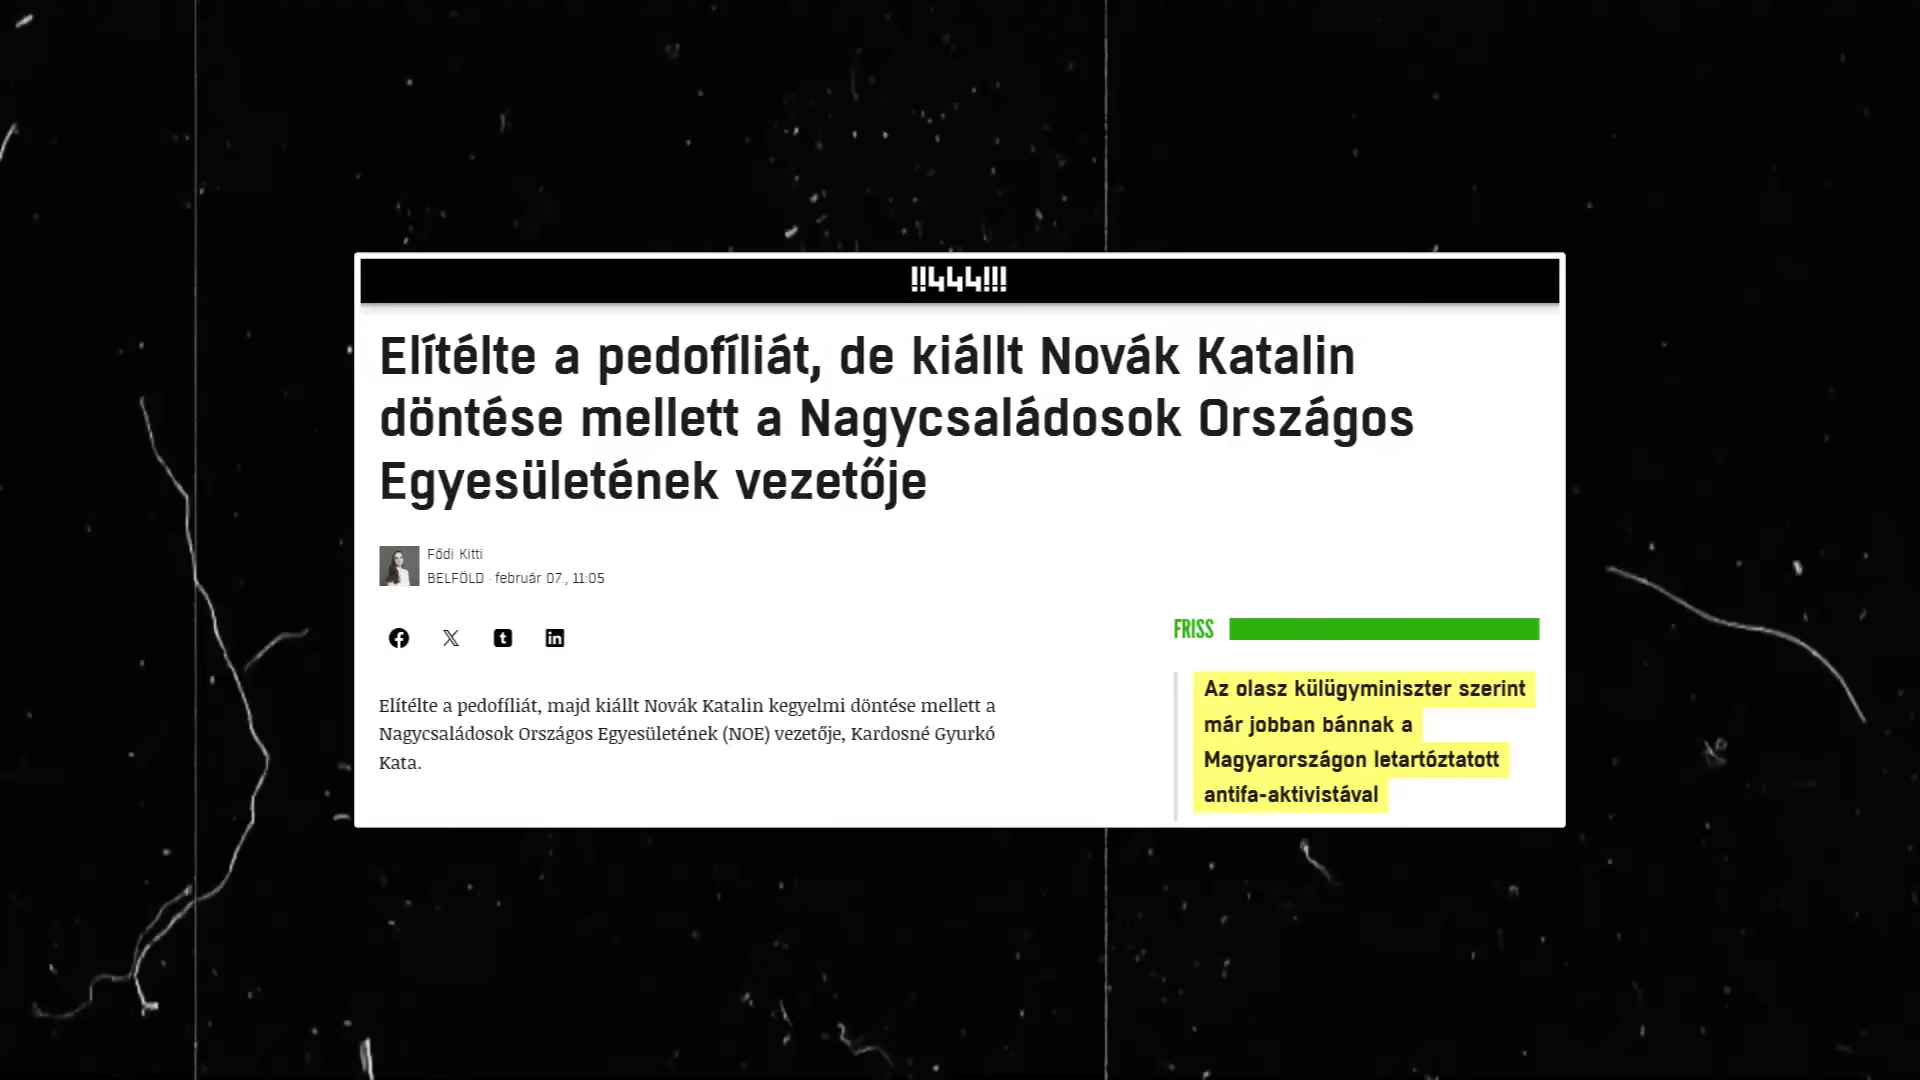 !!444!!!
Elítélte a pedofíliát, de kiállt Novák Katalin
döntése mellett a Nagycsaládosok Országos
Egyesületének vezetője
Fődi Kitti
BELFÖLD · február 07., 11:05
Elítélte a pedofíliát, majd kiállt Novák Katalin kegyelmi döntése mellett a
Nagycsaládosok Országos Egyesületének (NOE) vezetője, Kardosné Gyurkó
Kata.
FRISS
Az olasz külügyminiszter szerint
már jobban bánnak a
Magyarországon letartóztatott
antifa-aktivistával